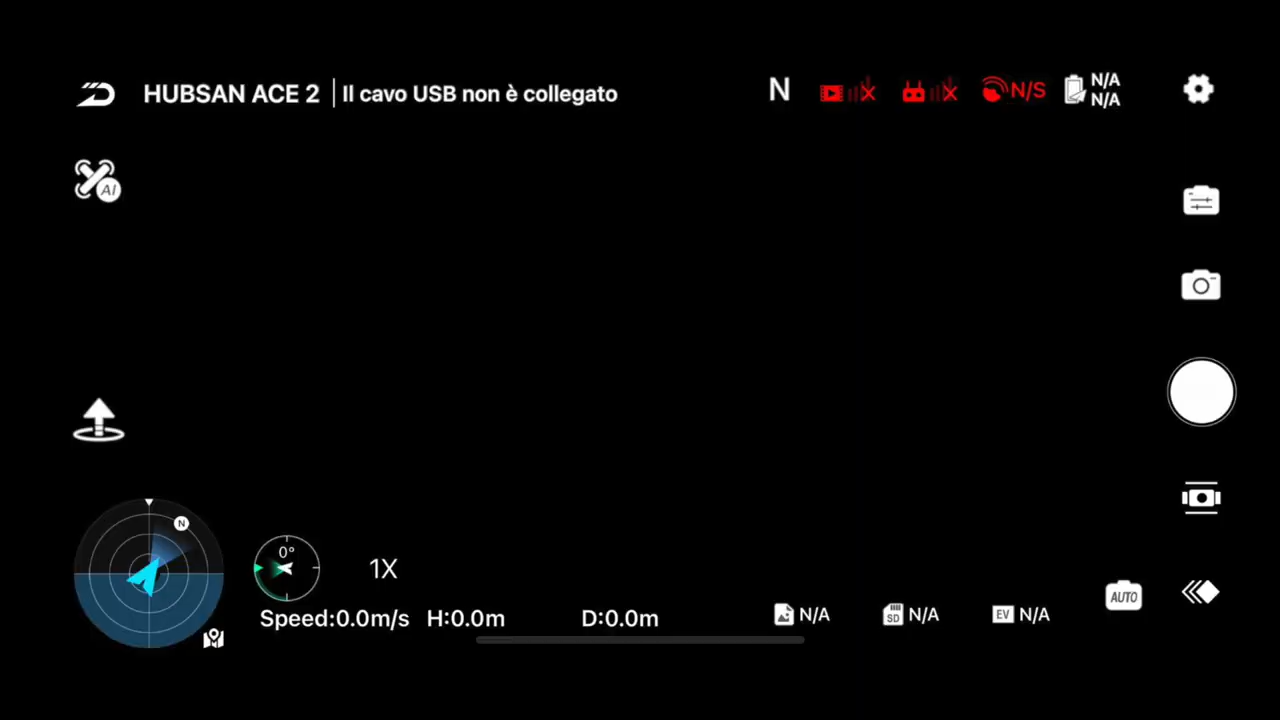 HUBSAN ACE 2 | Il cavo USB non è collegato
N
N/S
N/A
N/A
AI
N
0°
1X
AUTO
Speed:0.0m/s H:0.0m D:0.0m
N/A
SD N/A
EV N/A